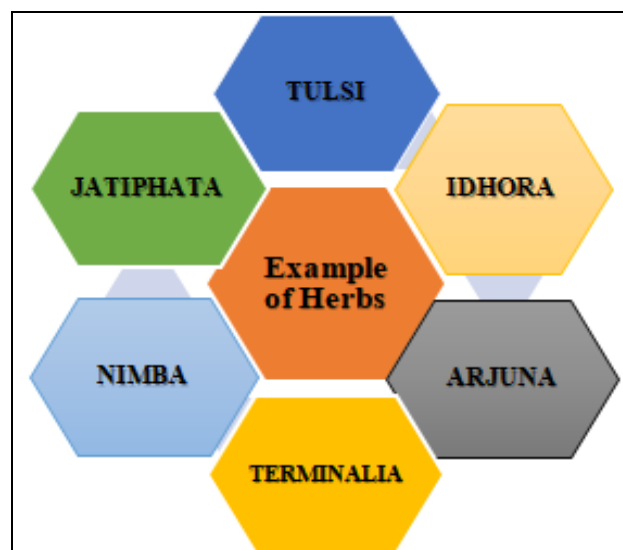 TULSI
JATIPHATA
IDHORA
Example
of Herbs
NIMBA
ARJUNA
TERMINALIA